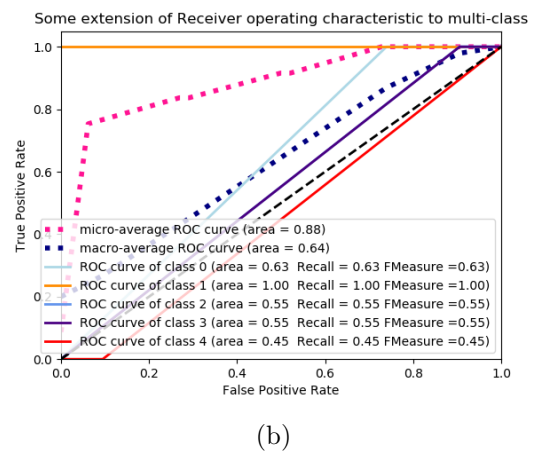 Some extension of Receiver operating characteristic to multi-class
1.0
0.8
0.6
0.4
0.2
0.0
True Positive Rate
micro-average ROC curve (area = 0.88)
macro-average ROC curve (area = 0.64)
ROC curve of class 0 (area = 0.63 Recall = 0.63 FMeasure =0.63)
ROC curve of class 1 (area = 1.00 Recall = 1.00 FMeasure =1.00)
ROC curve of class 2 (area = 0.55 Recall = 0.55 FMeasure =0.55)
ROC curve of class 3 (area = 0.55 Recall = 0.55 FMeasure =0.55)
ROC curve of class 4 (area = 0.45 Recall = 0.45 FMeasure =0.45)
0.0 0.2 0.4 0.6 0.8 1.0
False Positive Rate
(b)